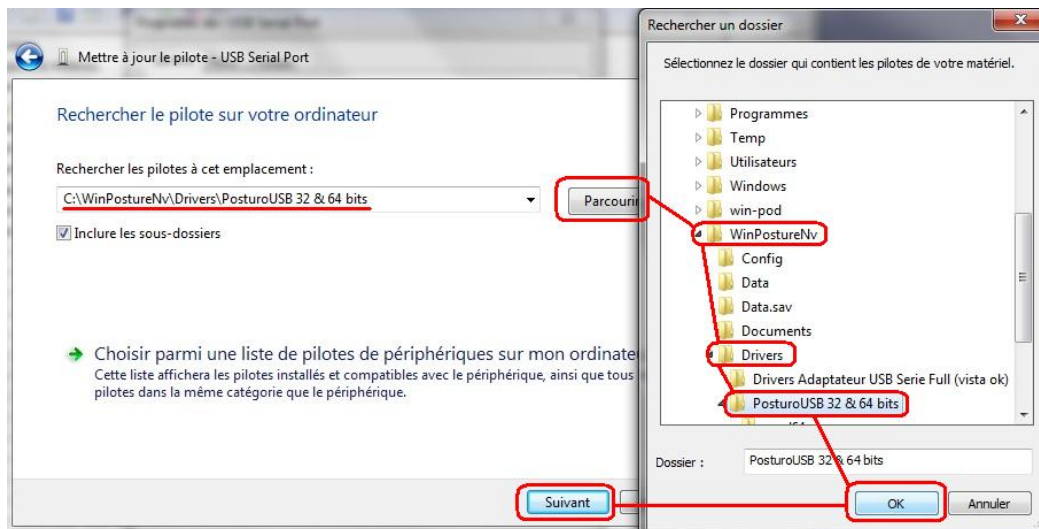 Mettre à jour le pilote - USB Serial Port
Rechercher le pilote sur votre ordinateur
Rechercher les pilotes à cet emplacement :
C:\WinPostureNv\Drivers\PosturoUSB 32 & 64 bits
Parcourir
Inclure les sous-dossiers
Choisir parmi une liste de pilotes de périphériques sur mon ordinate
Cette liste affichera les pilotes installés et compatibles avec le périphérique, ainsi que tous
pilotes dans la même catégorie que le périphérique.
Suivant
Rechercher un dossier
Sélectionnez le dossier qui contient les pilotes de votre matériel.
Programmes
Temp
Utilisateurs
Windows
win-pod
WinPostureNv
Config
Data
Data.sav
Documents
Drivers
Drivers Adaptateur USB Serie Full (vista ok)
PosturoUSB 32 & 64 bits
Dossier :
PosturoUSB 32 & 64 bits
OK
Annuler